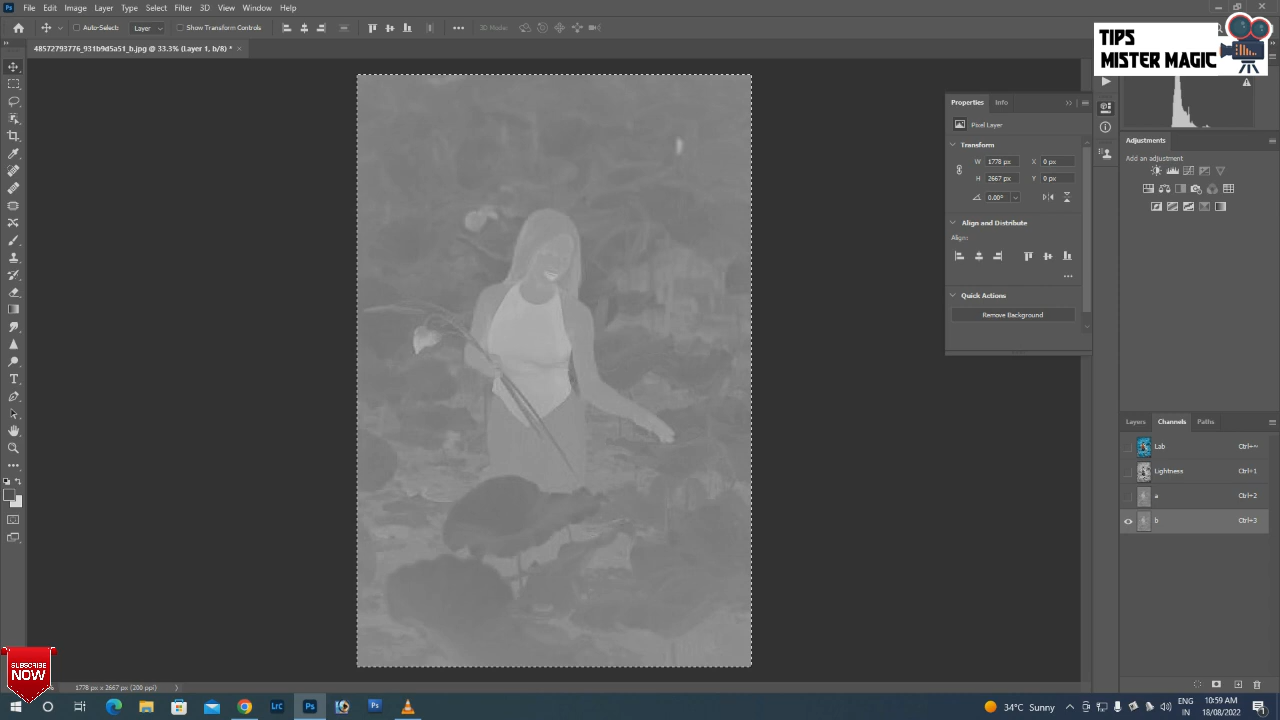 File Edit Image Layer Type Select Filter 3D View Window Help
Auto-Select: Layer Show Transform Controls 3D Mode:
48572793776_931b9d5a51_b.jpg @ 33.3% (Layer 1, b/8) *
TIPS
MISTER MAGIC
Properties Info
Pixel Layer
Transform
W 1778 px X 0 px
H 2667 px Y 0 px
0.00°
Align and Distribute
Align:
Quick Actions
Remove Background
Adjustments
Add an adjustment
Layers Channels Paths
Lab Ctrl+~
Lightness Ctrl+1
a Ctrl+2
b Ctrl+3
SUBSCRIBE
NOW
1778 px x 2667 px (200 ppi)
34°C Sunny
ENG
IN
10:59 AM
18/08/2022